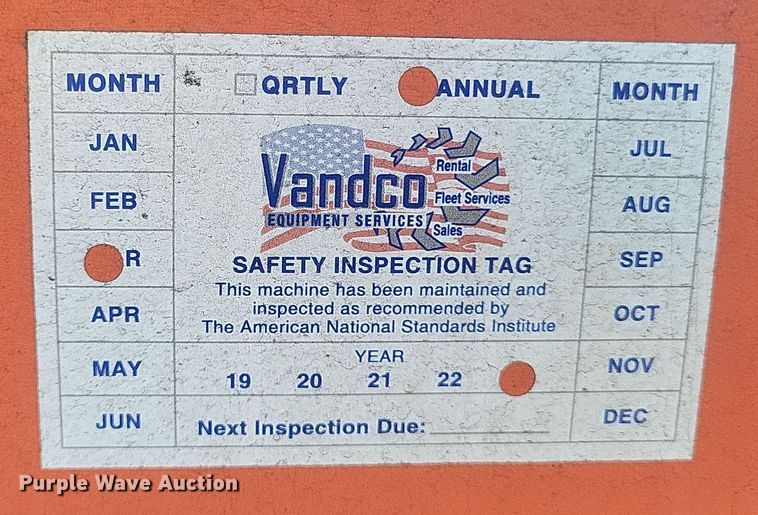 MONTH QRTLY ANNUAL MONTH
JAN JUL
FEB AUG
R SEP
APR OCT
MAY NOV
JUN DEC
Vandco
EQUIPMENT SERVICES
Rental
Fleet Services
Sales
SAFETY INSPECTION TAG
This machine has been maintained and
inspected as recommended by
The American National Standards Institute
YEAR
19 20 21 22
Next Inspection Due:
Purple Wave Auction